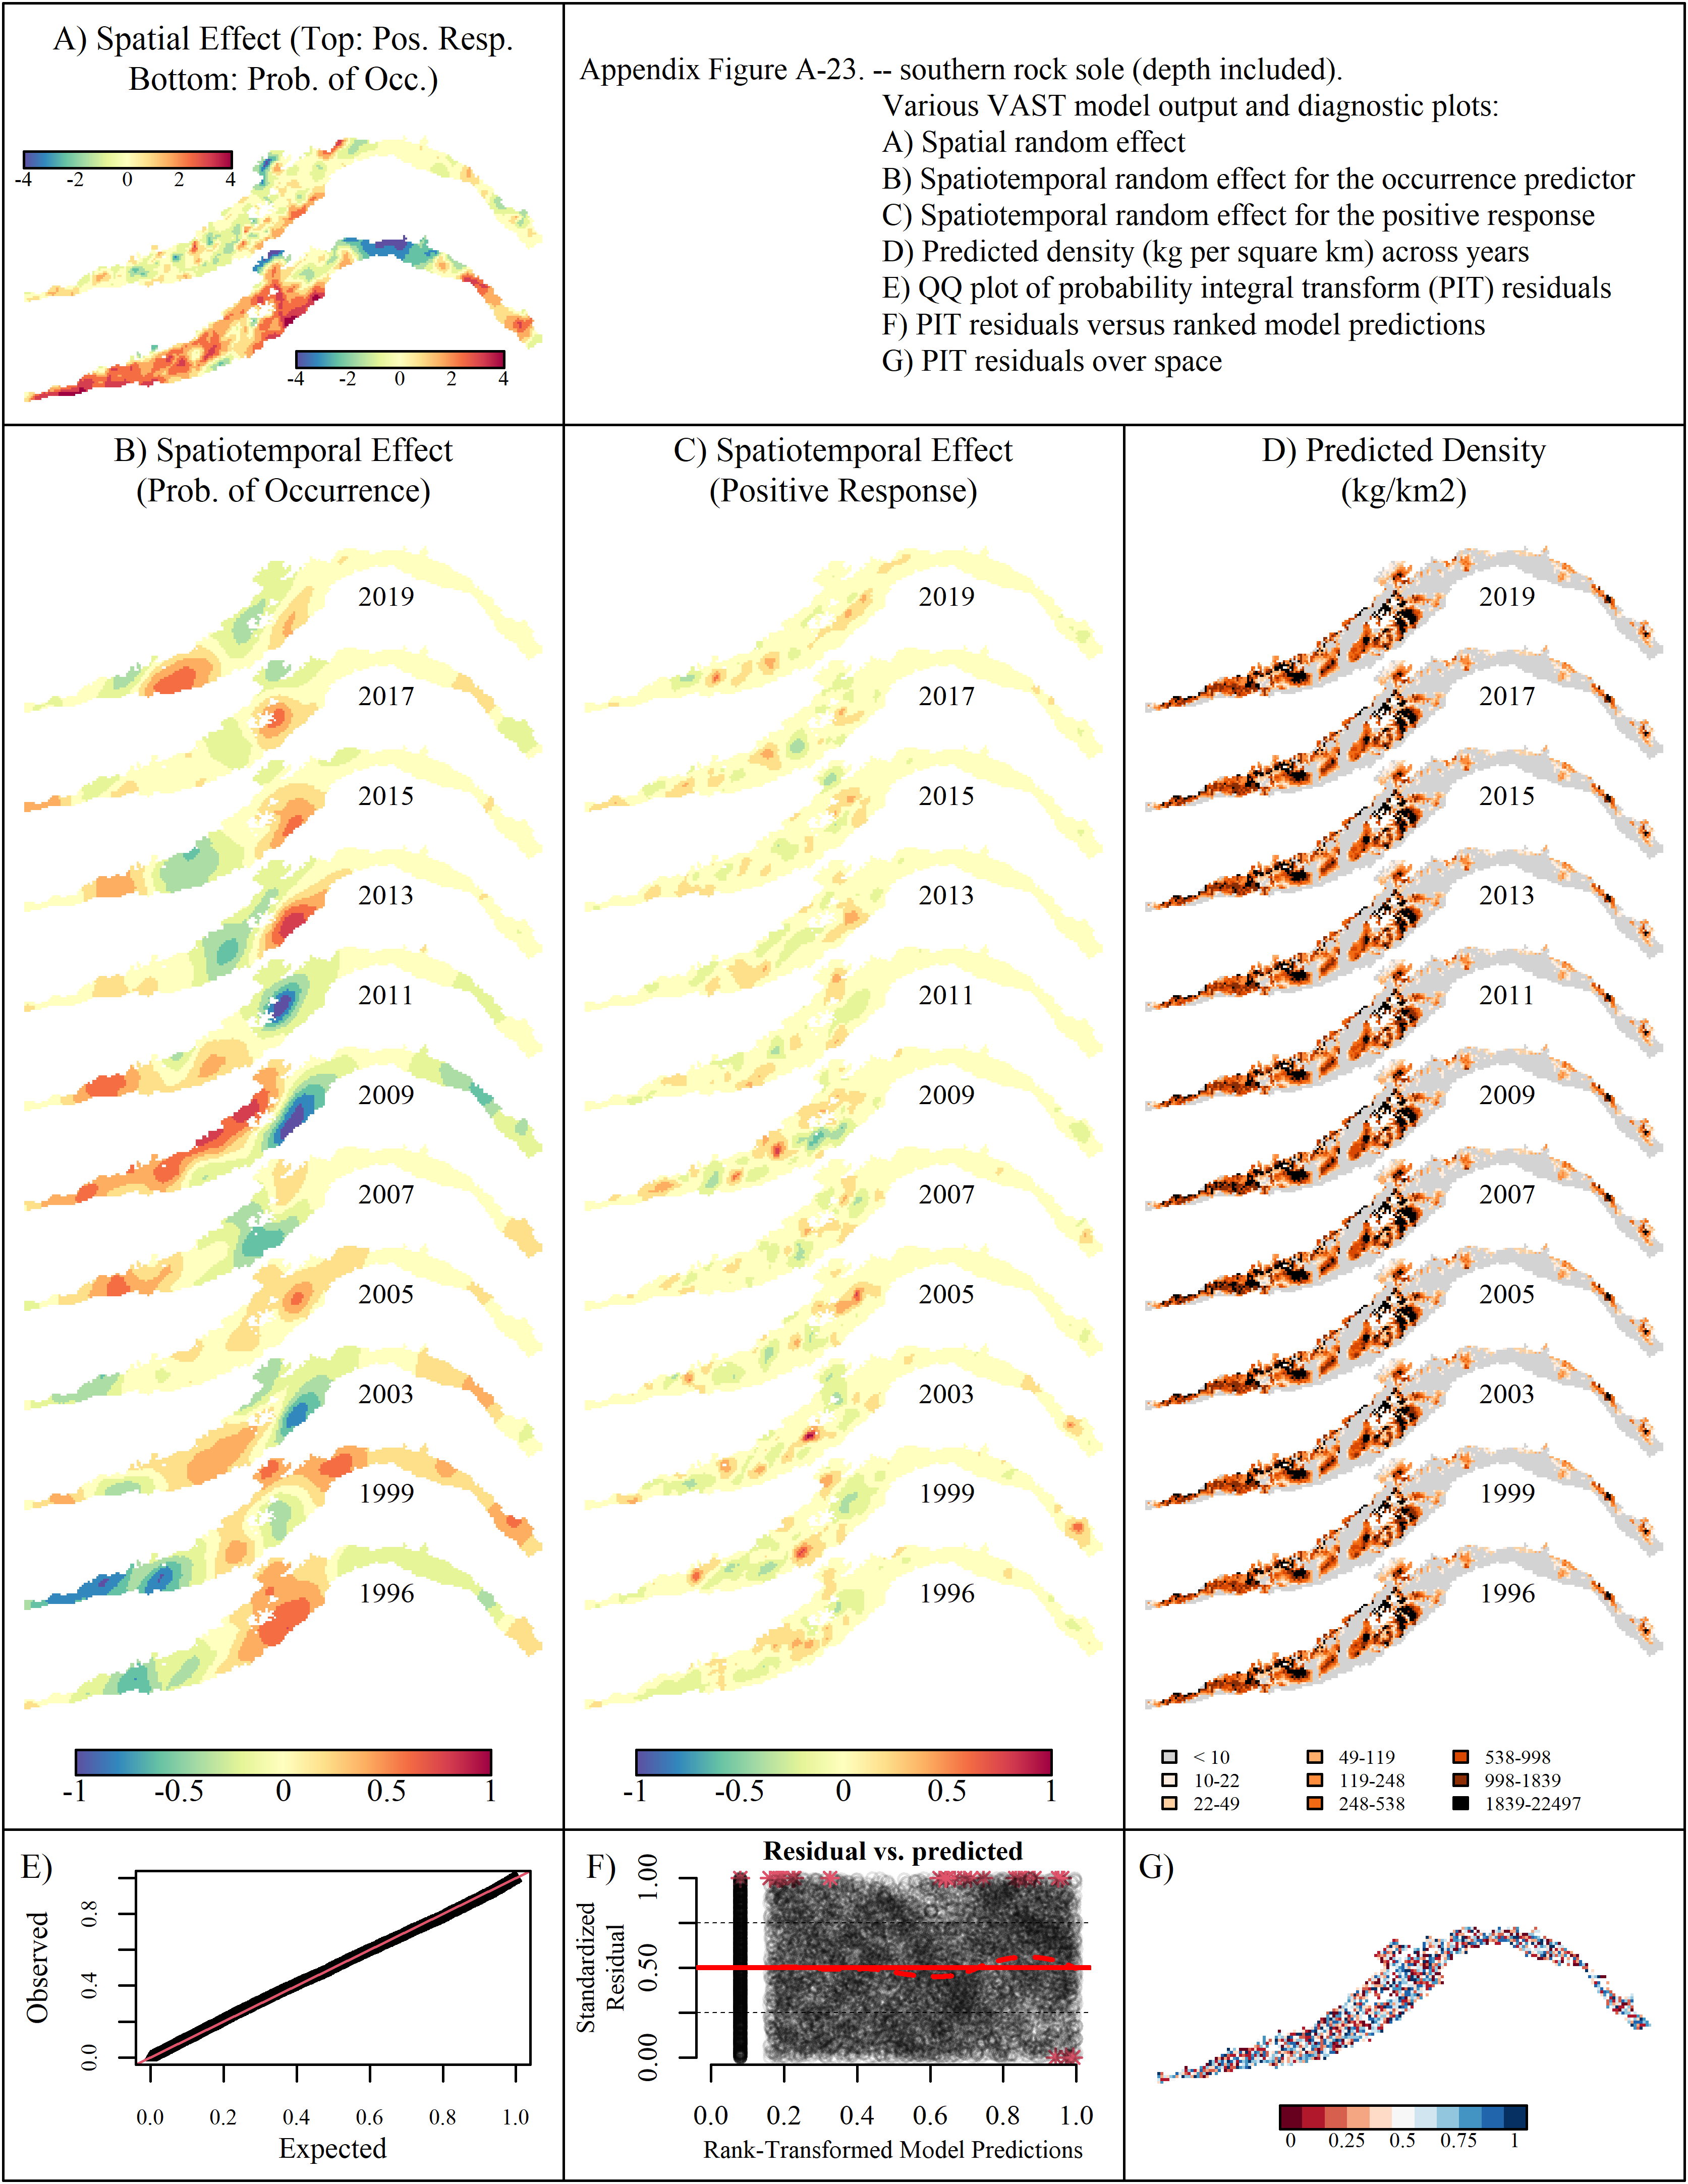 A) Spatial Effect (Top: Pos. Resp.
Bottom: Prob. of Occ.)
-4 -2 0 2 4
-4 -2 0 2 4
Appendix Figure A-23. -- southern rock sole (depth included).
Various VAST model output and diagnostic plots:
A) Spatial random effect
B) Spatiotemporal random effect for the occurrence predictor
C) Spatiotemporal random effect for the positive response
D) Predicted density (kg per square km) across years
E) QQ plot of probability integral transform (PIT) residuals
F) PIT residuals versus ranked model predictions
G) PIT residuals over space
B) Spatiotemporal Effect
(Prob. of Occurrence)
2019
2017
2015
2013
2011
2009
2007
2005
2003
1999
1996
-1 -0.5 0 0.5 1
C) Spatiotemporal Effect
(Positive Response)
2019
2017
2015
2013
2011
2009
2007
2005
2003
1999
1996
-1 -0.5 0 0.5 1
D) Predicted Density
(kg/km2)
2019
2017
2015
2013
2011
2009
2007
2005
2003
1999
1996
< 10 49-119 538-998
10-22 119-248 998-1839
22-49 248-538 1839-22497
E)
Observed
0.0 0.4 0.8
0.0 0.2 0.4 0.6 0.8 1.0
Expected
F)
Residual vs. predicted
Standardized
Residual
0.00 0.50 1.00
0.0 0.2 0.4 0.6 0.8 1.0
Rank-Transformed Model Predictions
G)
0 0.25 0.5 0.75 1